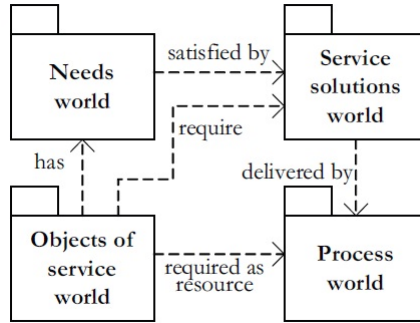 Needs
world
satisfied by
Service
solutions
world
require
has
delivered by
Objects of
service
world
required as
resource
Process
world